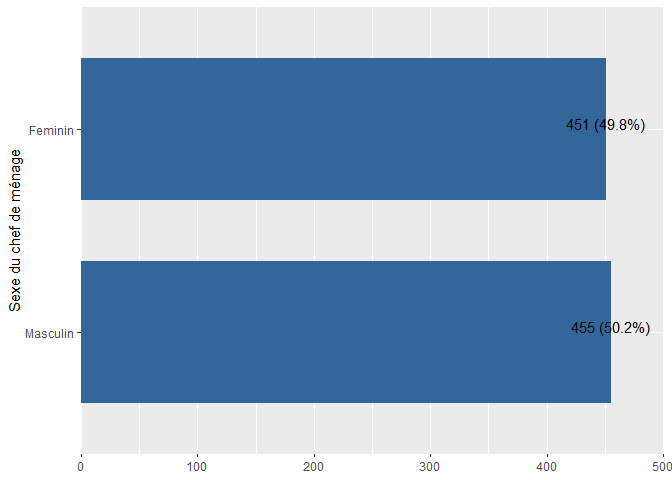 Sexe du chef de ménage
Feminin
451 (49.8%)
Masculin
455 (50.2%)
0 100 200 300 400 500